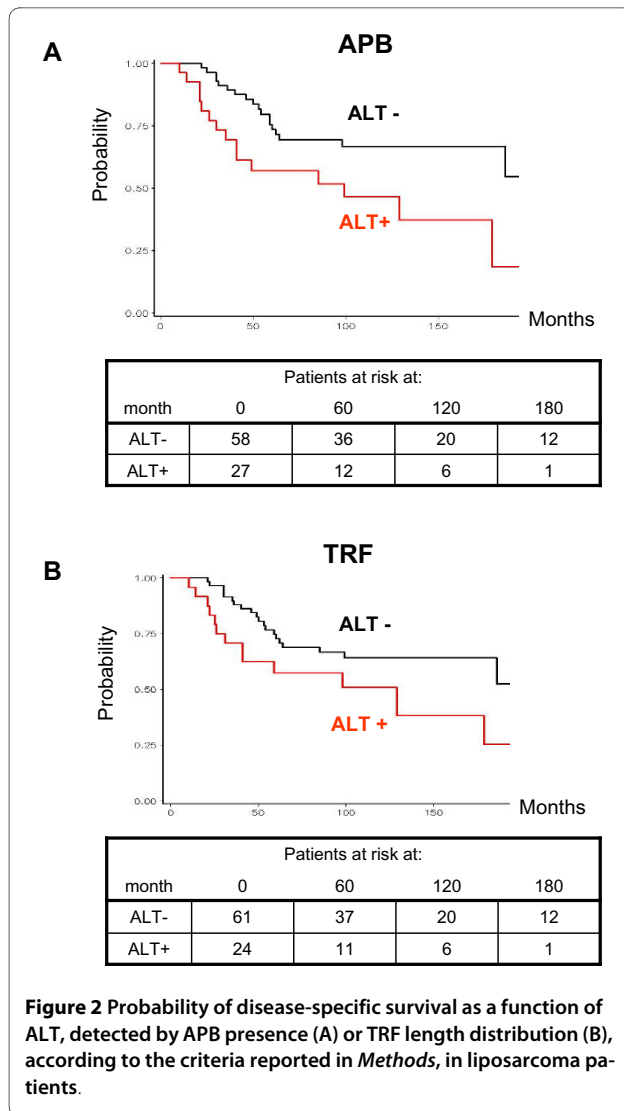 A
APB
1.00
0.75
0.50
0.25
0.00
Probability
ALT -
ALT+
0 50 100 150
Months
Patients at risk at:
month 0 60 120 180
ALT- 58 36 20 12
ALT+ 27 12 6 1
B
TRF
1.00
0.75
0.50
0.25
0.00
Probability
ALT -
ALT +
0 50 100 150
Months
Patients at risk at:
month 0 60 120 180
ALT- 61 37 20 12
ALT+ 24 11 6 1
Figure 2 Probability of disease-specific survival as a function of
ALT, detected by APB presence (A) or TRF length distribution (B),
according to the criteria reported in Methods, in liposarcoma pa-
tients.